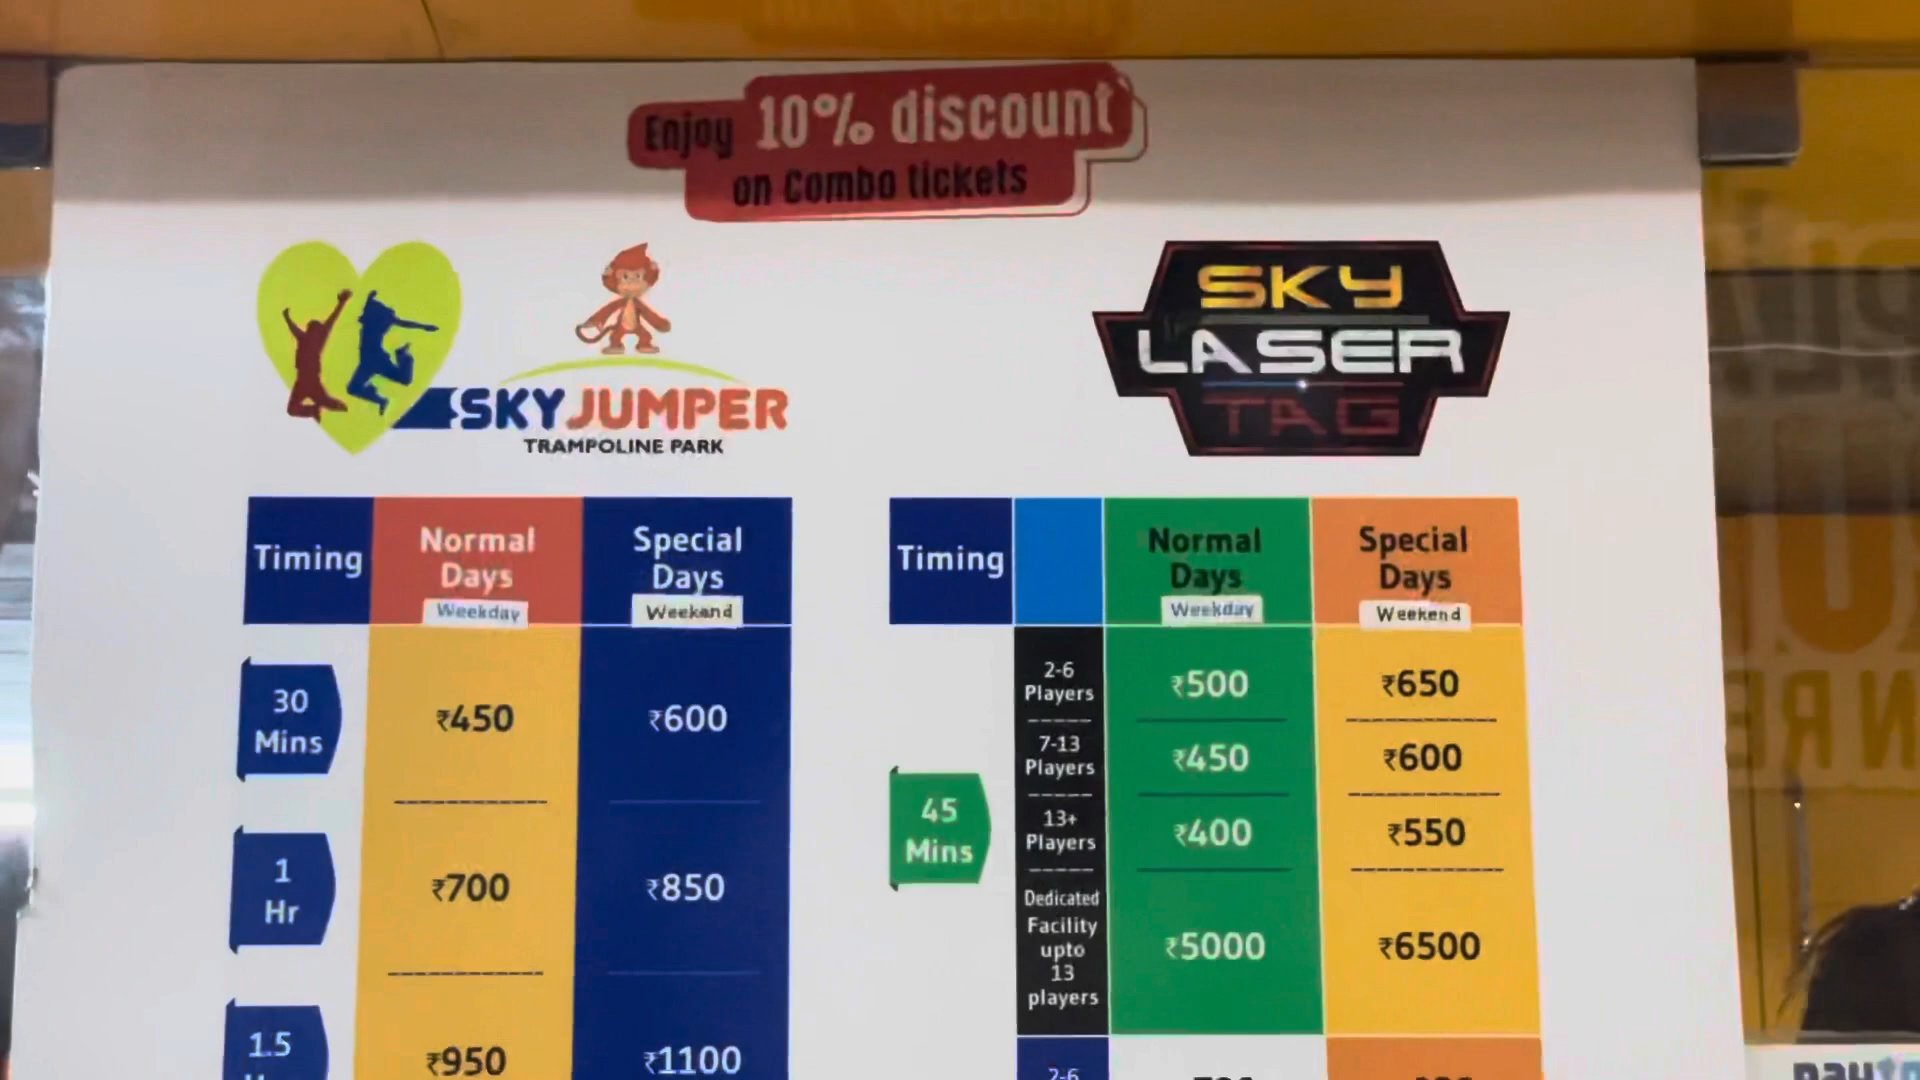 Enjoy 10% discount
on Combo tickets
SKYJUMPER
TRAMPOLINE PARK
SKY
LASER
TAG
Timing
Normal
Days
Weekday
Special
Days
Weekand
30
Mins
₹450
₹600
1
Hr
₹700
₹850
1.5
₹950
₹1100
Timing
Normal
Days
Weekday
Special
Days
Weekend
45
Mins
2-6
Players
₹500
₹650
7-13
Players
₹450
₹600
13+
Players
₹400
₹550
Dedicated
Facility
upto
13
players
₹5000
₹6500
2-6